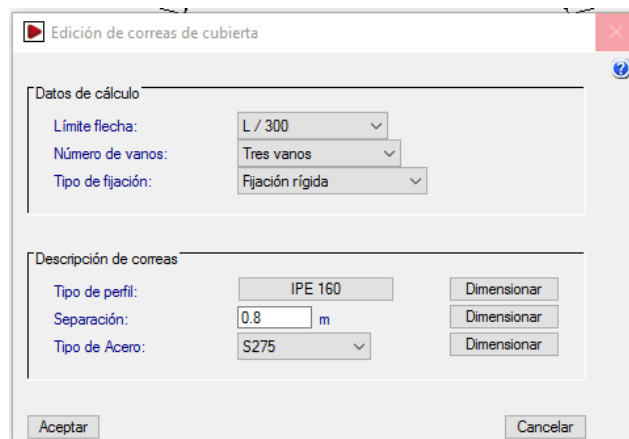 Edición de correas de cubierta
Datos de cálculo
Límite flecha: L / 300
Número de vanos: Tres vanos
Tipo de fijación: Fijación rígida
Descripción de correas
Tipo de perfil: IPE 160 Dimensionar
Separación: 0.8 m Dimensionar
Tipo de Acero: S275 Dimensionar
Aceptar Cancelar